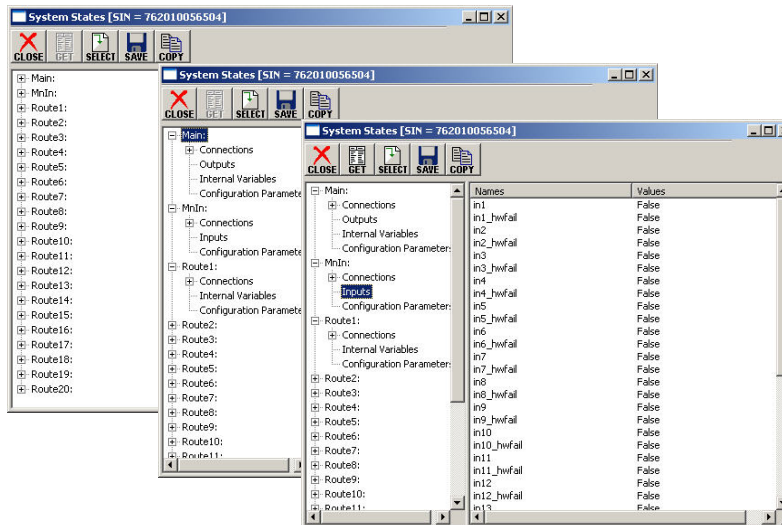 System States [SIN = 762010056504]
CLOSE GET SELECT SAVE COPY
Main:
MnIn:
Route1:
Route2:
Route3:
Route4:
Route5:
Route6:
Route7:
Route8:
Route9:
Route10:
Route11:
Route12:
Route13:
Route14:
Route15:
Route16:
Route17:
Route18:
Route19:
Route20:
System States [SIN = 762010056504]
CLOSE GET SELECT SAVE COPY
Main:
Connections
Outputs
Internal Variables
Configuration Paramete
MnIn:
Connections
Inputs
Configuration Paramete
Route1:
Connections
Internal Variables
Configuration Paramete
Route2:
Route3:
Route4:
Route5:
Route6:
Route7:
Route8:
Route9:
Route10:
Route11:
System States [SIN = 762010056504]
CLOSE GET SELECT SAVE COPY
Main:
Connections
Outputs
Internal Variables
Configuration Parameter
MnIn:
Connections
Inputs
Configuration Parameter
Route1:
Connections
Internal Variables
Configuration Parameter
Route2:
Route3:
Route4:
Route5:
Route6:
Route7:
Route8:
Route9:
Route10:
Route11:
Names Values
in1 False
in1_hwfail False
in2 False
in2_hwfail False
in3 False
in3_hwfail False
in4 False
in4_hwfail False
in5 False
in5_hwfail False
in6 False
in6_hwfail False
in7 False
in7_hwfail False
in8 False
in8_hwfail False
in9 False
in9_hwfail False
in10 False
in10_hwfail False
in11 False
in11_hwfail False
in12 False
in12_hwfail False
in13 False